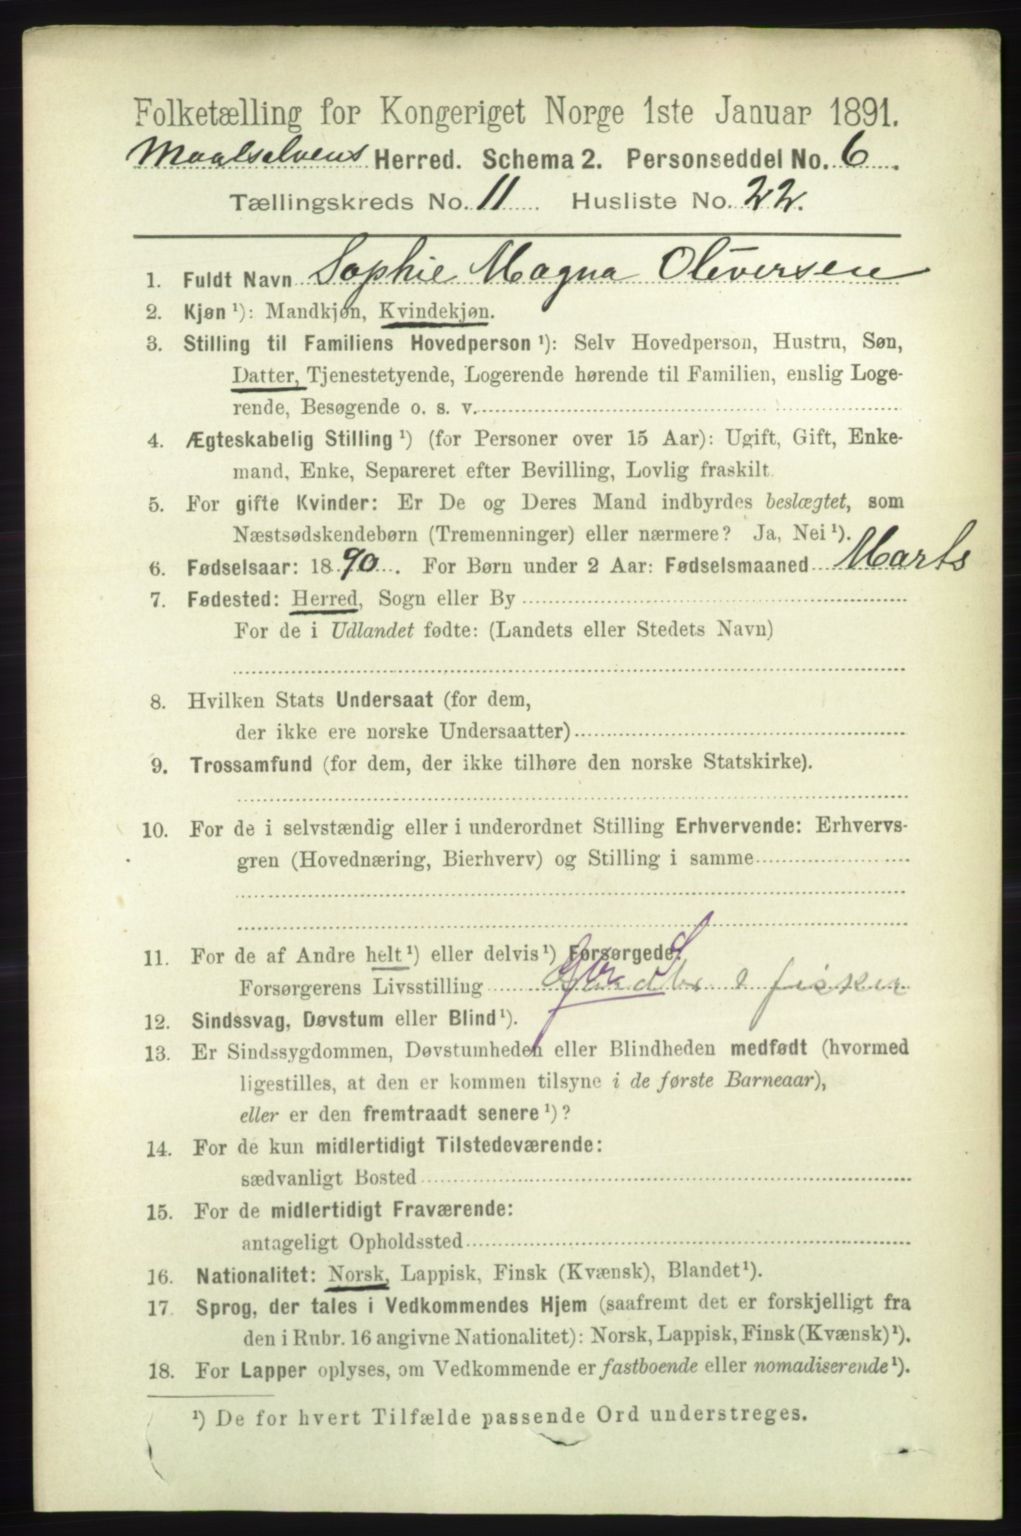 Folketælling for Kongeriget Norge 1ste Januar 1891.
Maalselvens Herred. Schema 2. Personseddel No. 6.
Tællingskreds No. 11 Husliste No. 22.
1. Fuldt Navn Sophie Magna Oliversen
2. Kjøn ¹): Mandkjøn, Kvindekjøn.
3. Stilling til Familiens Hovedperson ¹): Selv Hovedperson, Hustru, Søn,
Datter, Tjenestetyende, Logerende hørende til Familien, enslig Loge-
rende, Besøgende o. s. v.
4. Ægteskabelig Stilling ¹) (for Personer over 15 Aar): Ugift, Gift, Enke-
mand, Enke, Separeret efter Bevilling, Lovlig fraskilt
5. For gifte Kvinder: Er De og Deres Mand indbyrdes beslægtet, som
Næstsødskendebørn (Tremenninger) eller nærmere? Ja, Nei ¹).
6. Fødselsaar: 1890. For Børn under 2 Aar: Fødselsmaaned Marts
7. Fødested: Herred, Sogn eller By
For de i Udlandet fødte: (Landets eller Stedets Navn)
8. Hvilken Stats Undersaat (for dem,
der ikke ere norske Undersaatter)
9. Trossamfund (for dem, der ikke tilhøre den norske Statskirke).
10. For de i selvstændig eller i underordnet Stilling Erhvervende: Erhvervs-
gren (Hovednæring, Bierhverv) og Stilling i samme
11. For de af Andre helt ¹) eller delvis ¹) Forsørgede:
Forsørgerens Livsstilling fisker
12. Sindssvag, Døvstum eller Blind ¹).
13. Er Sindssygdommen, Døvstumheden eller Blindheden medfødt (hvormed
ligestilles, at den er kommen tilsyne i de første Barneaar),
eller er den fremtraadt senere ¹)?
14. For de kun midlertidigt Tilstedeværende:
sædvanligt Bosted
15. For de midlertidigt Fraværende:
antageligt Opholdssted
16. Nationalitet: Norsk, Lappisk, Finsk (Kvænsk), Blandet ¹).
17. Sprog, der tales i Vedkommendes Hjem (saafremt det er forskjelligt fra
den i Rubr. 16 angivne Nationalitet): Norsk, Lappisk, Finsk (Kvænsk) ¹).
18. For Lapper oplyses, om Vedkommende er fastboende eller nomadiserende ¹).
¹) De for hvert Tilfælde passende Ord understreges.